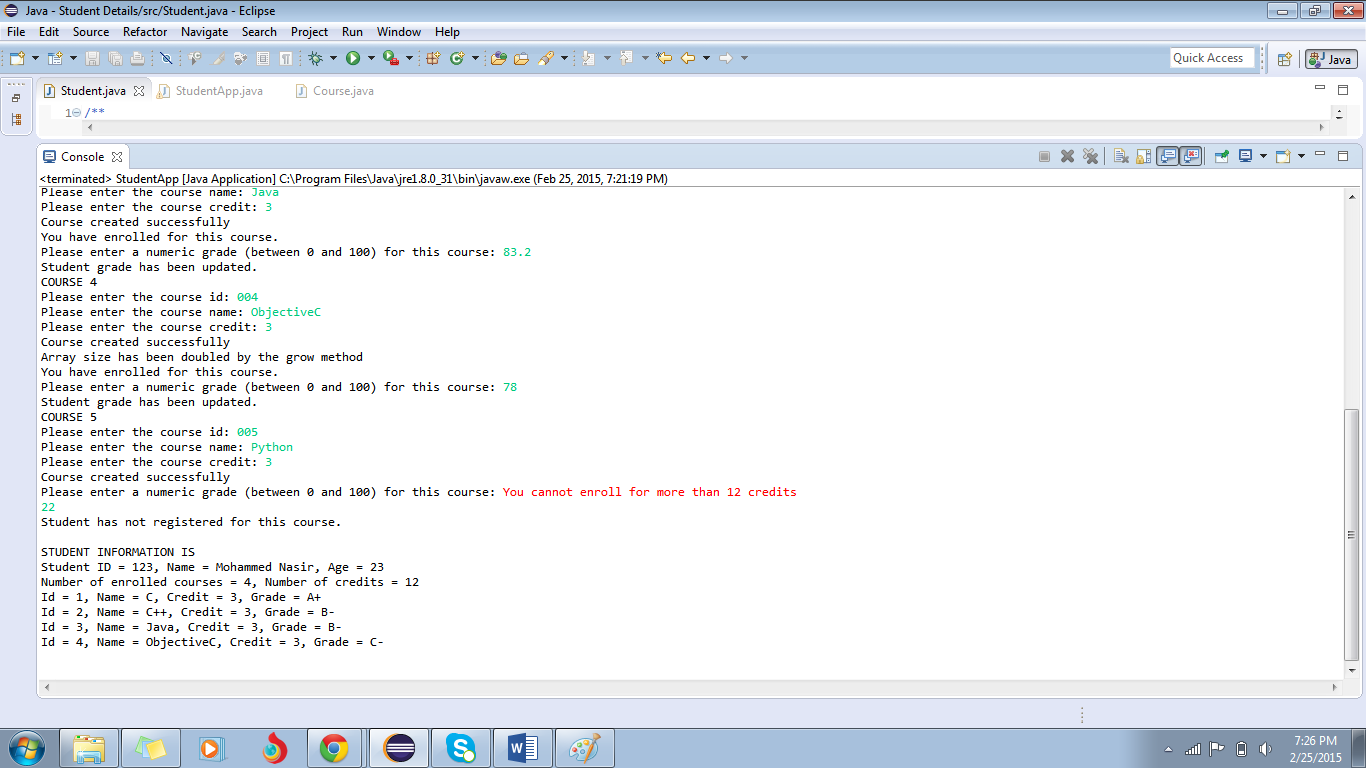 Java - Student Details/src/Student.java - Eclipse
File Edit Source Refactor Navigate Search Project Run Window Help
Quick Access
Java
Student.java StudentApp.java Course.java
1 /**
Console
<terminated> StudentApp [Java Application] C:\Program Files\Java\jre1.8.0_31\bin\javaw.exe (Feb 25, 2015, 7:21:19 PM)
Please enter the course name: Java
Please enter the course credit: 3
Course created successfully
You have enrolled for this course.
Please enter a numeric grade (between 0 and 100) for this course: 83.2
Student grade has been updated.
COURSE 4
Please enter the course id: 004
Please enter the course name: ObjectiveC
Please enter the course credit: 3
Course created successfully
Array size has been doubled by the grow method
You have enrolled for this course.
Please enter a numeric grade (between 0 and 100) for this course: 78
Student grade has been updated.
COURSE 5
Please enter the course id: 005
Please enter the course name: Python
Please enter the course credit: 3
Course created successfully
Please enter a numeric grade (between 0 and 100) for this course: You cannot enroll for more than 12 credits
22
Student has not registered for this course.
STUDENT INFORMATION IS
Student ID = 123, Name = Mohammed Nasir, Age = 23
Number of enrolled courses = 4, Number of credits = 12
Id = 1, Name = C, Credit = 3, Grade = A+
Id = 2, Name = C++, Credit = 3, Grade = B-
Id = 3, Name = Java, Credit = 3, Grade = B-
Id = 4, Name = ObjectiveC, Credit = 3, Grade = C-
7:26 PM
2/25/2015